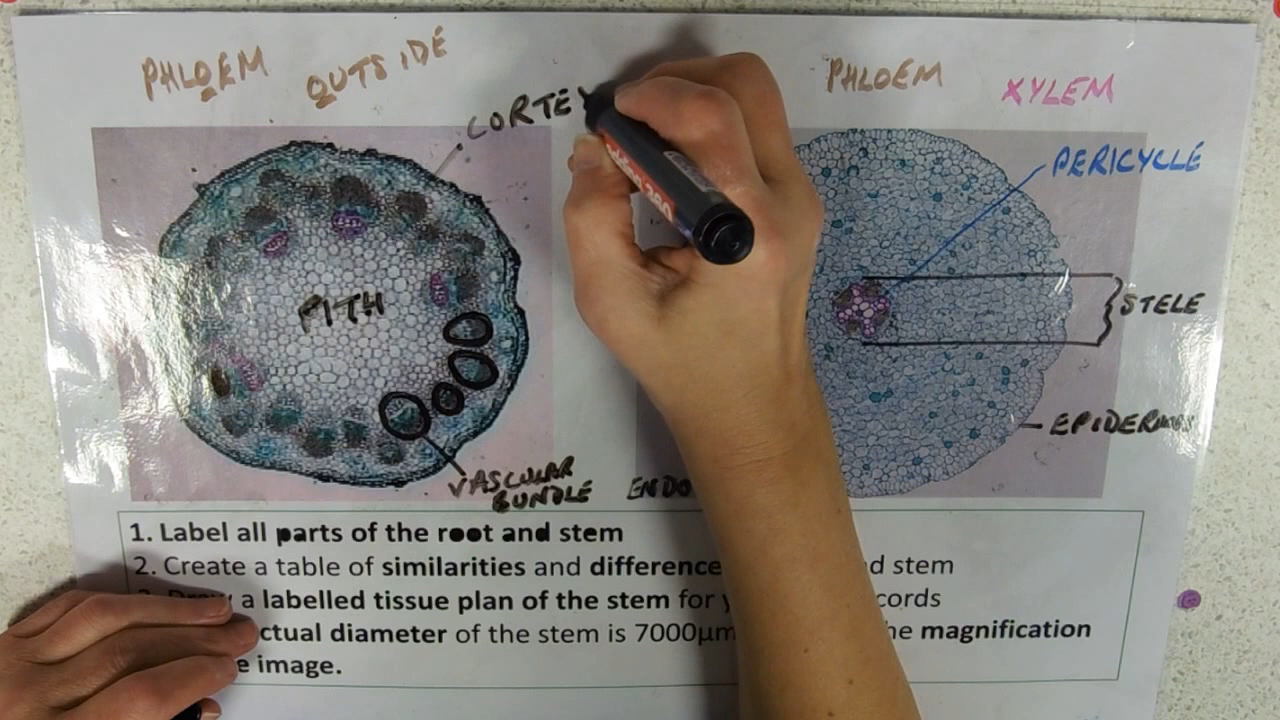 PHLOEM OUTSIDE
CORTE
PHLOEM
XYLEM
PERICYCLE
PITH
STELE
EPIDERMIS
VASCULAR
BUNDLE
ENDO
1. Label all parts of the root and stem
2. Create a table of similarities and difference d stem
a labelled tissue plan of the stem for cords
ctual diameter of the stem is 7000μm he magnification
e image.